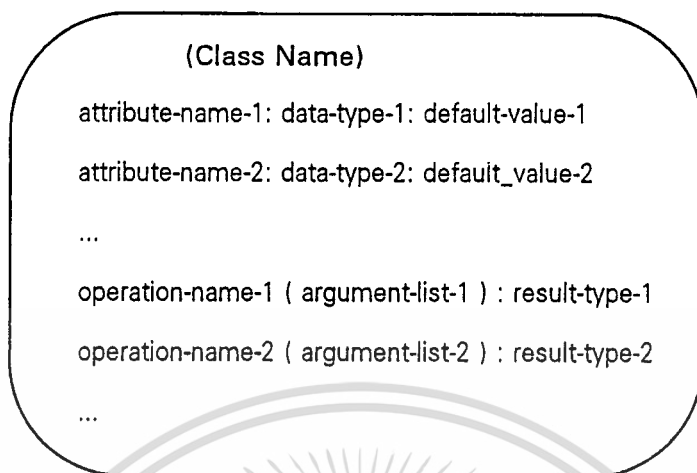 (Class Name)
attribute-name-1: data-type-1: default-value-1
attribute-name-2: data-type-2: default_value-2
...
operation-name-1 ( argument-list-1 ) : result-type-1
operation-name-2 ( argument-list-2 ) : result-type-2
...